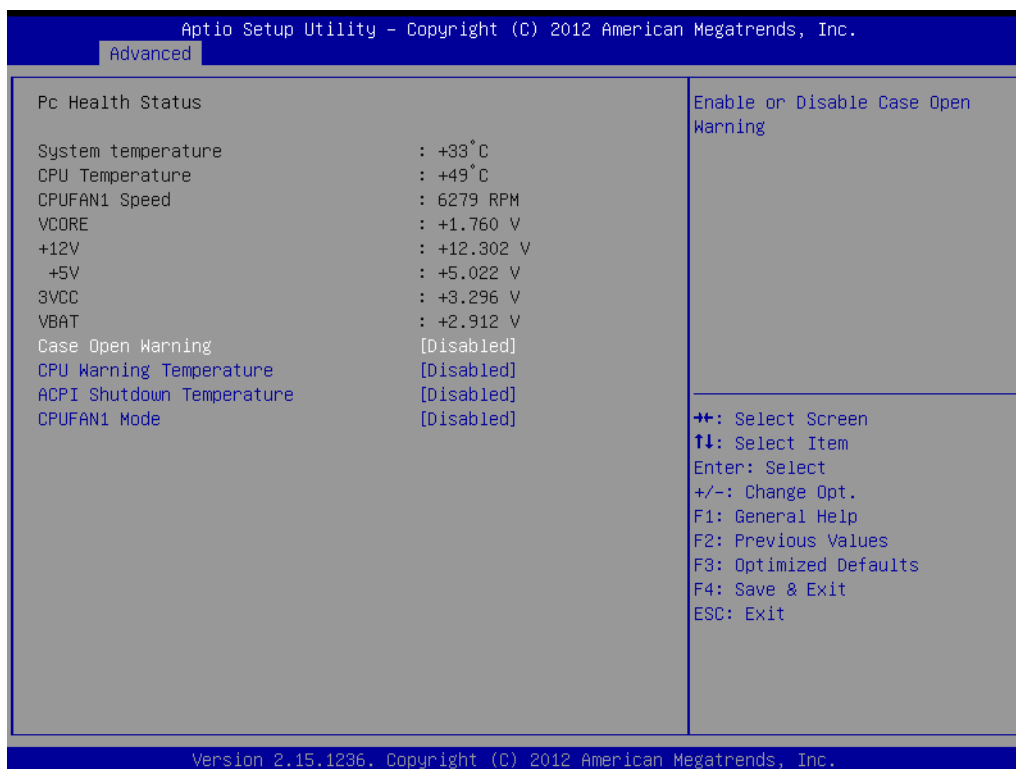 Aptio Setup Utility – Copyright (C) 2012 American Megatrends, Inc.
Advanced
Pc Health Status
System temperature : +33°C
CPU Temperature : +49°C
CPUFAN1 Speed : 6279 RPM
VCORE : +1.760 V
+12V : +12.302 V
+5V : +5.022 V
3VCC : +3.296 V
VBAT : +2.912 V
Case Open Warning [Disabled]
CPU Warning Temperature [Disabled]
ACPI Shutdown Temperature [Disabled]
CPUFAN1 Mode [Disabled]
Enable or Disable Case Open
Warning
→←: Select Screen
↑↓: Select Item
Enter: Select
+/-: Change Opt.
F1: General Help
F2: Previous Values
F3: Optimized Defaults
F4: Save & Exit
ESC: Exit
Version 2.15.1236. Copyright (C) 2012 American Megatrends, Inc.